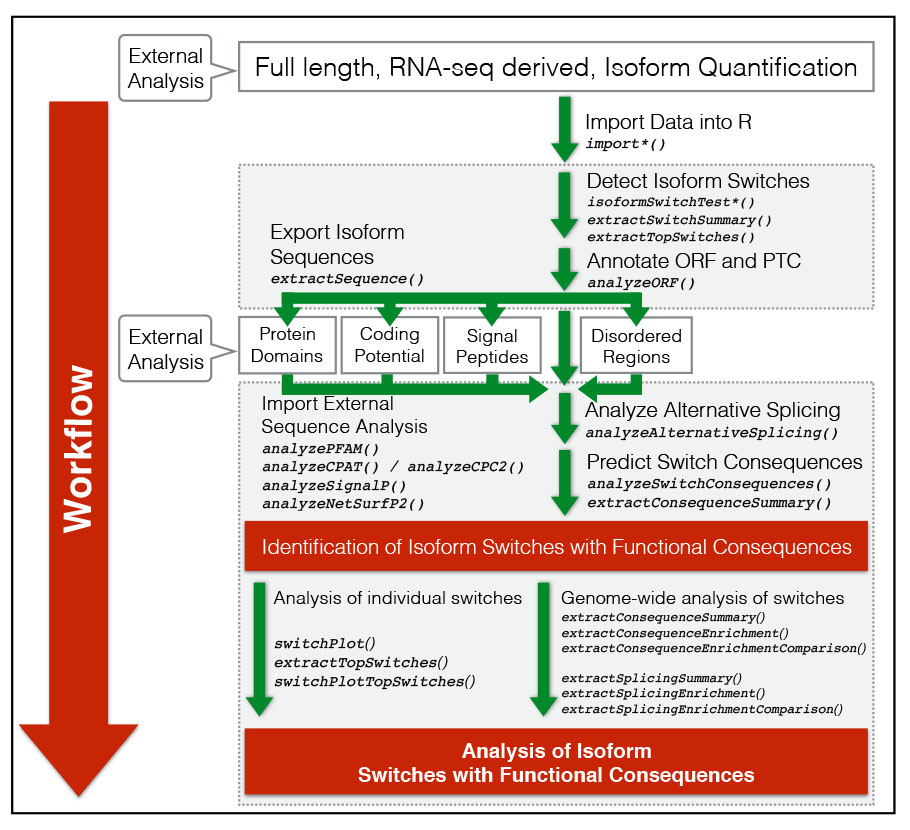 External
Analysis
Full length, RNA-seq derived, Isoform Quantification
Import Data into R
import*()
Detect Isoform Switches
isoformSwitchTest*()
extractSwitchSummary()
extractTopSwitches()
Export Isoform
Sequences
extractSequence()
Annotate ORF and PTC
analyzeORF()
External
Analysis
Protein
Domains
Coding
Potential
Signal
Peptides
Disordered
Regions
Import External
Sequence Analysis
analyzePFAM()
analyzeCPAT() / analyzeCPC2()
analyzeSignalP()
analyzeNetSurfP2()
Analyze Alternative Splicing
analyzeAlternativeSplicing()
Predict Switch Consequences
analyzeSwitchConsequences()
extractConsequenceSummary()
Workflow
Identification of Isoform Switches with Functional Consequences
Analysis of individual switches
switchPlot()
extractTopSwitches()
switchPlotTopSwitches()
Genome-wide analysis of switches
extractConsequenceSummary()
extractConsequenceEnrichment()
extractConsequenceEnrichmentComparison()
extractSplicingSummary()
extractSplicingEnrichment()
extractSplicingEnrichmentComparison()
Analysis of Isoform
Switches with Functional Consequences